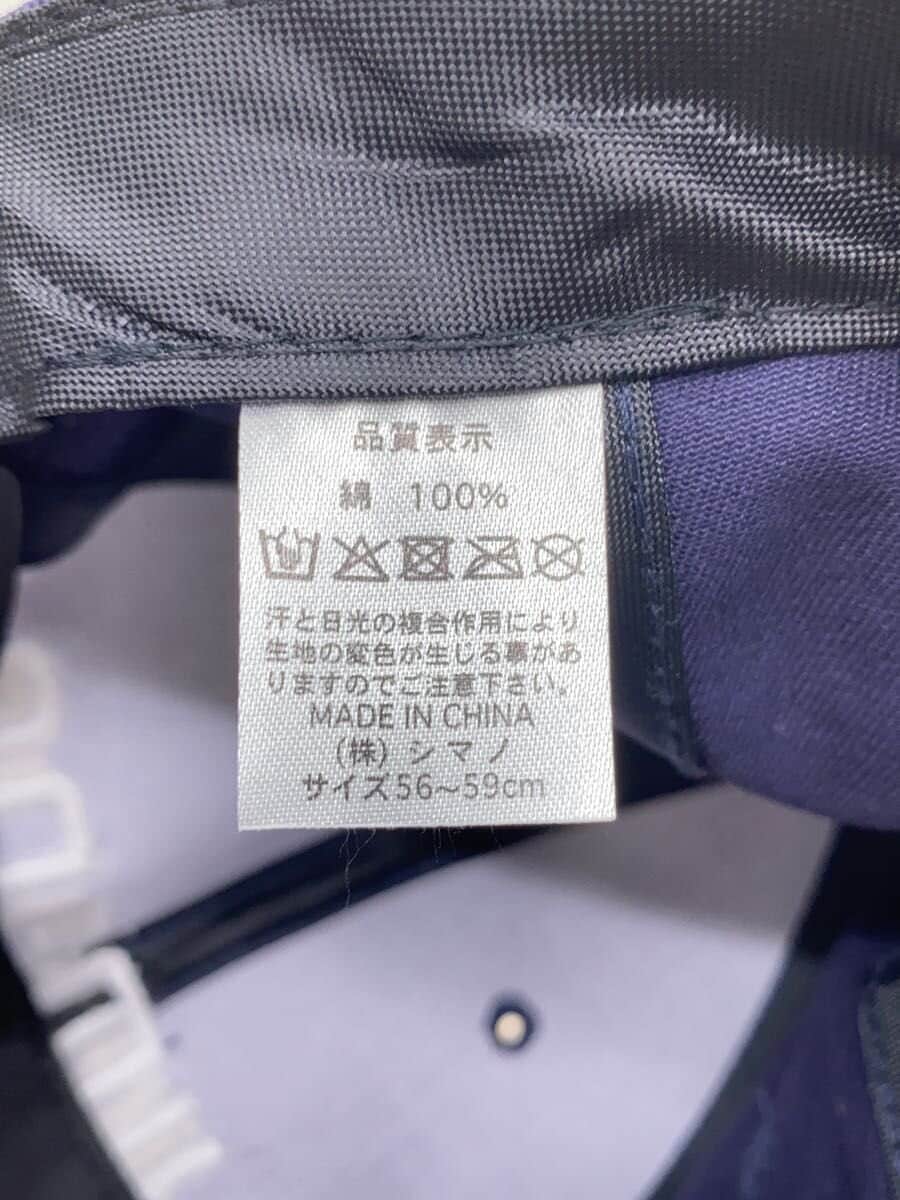 品質表示
綿 100%
汗と日光の複合作用により
生地の変色が生じる事があ
りますのでご注意下さい。
MADE IN CHINA
(株)シマノ
サイズ56～59cm